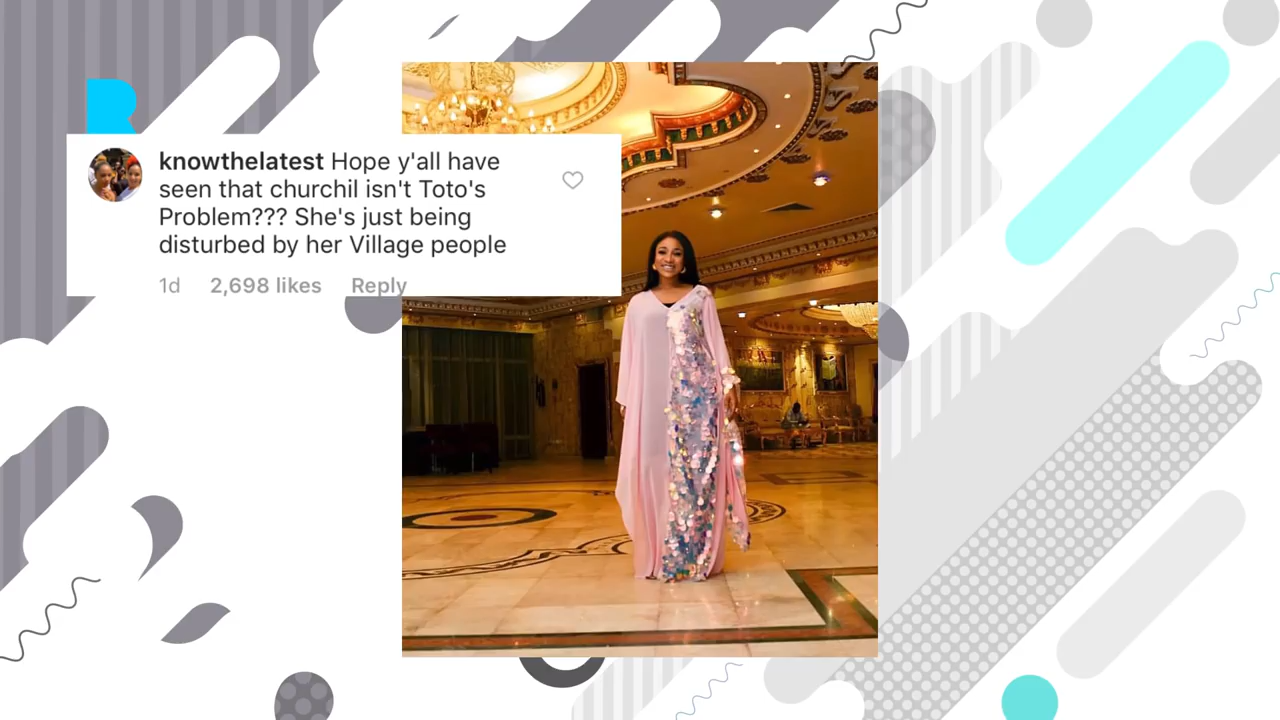 knowthelatest Hope y'all have
seen that churchil isn't Toto's
Problem??? She's just being
disturbed by her Village people
1d 2,698 likes Reply